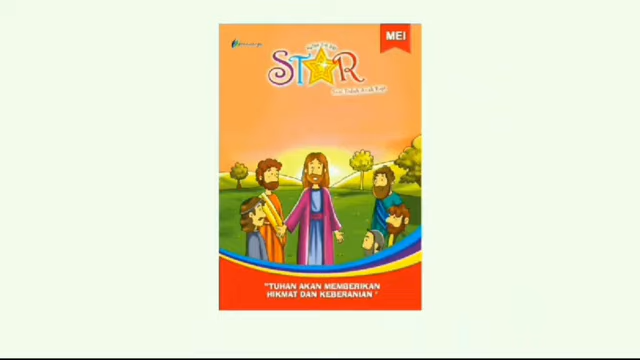 MEI
STAR
"TUHAN AKAN MEMBERIKAN
HIKMAT DAN KEBERANIAN "